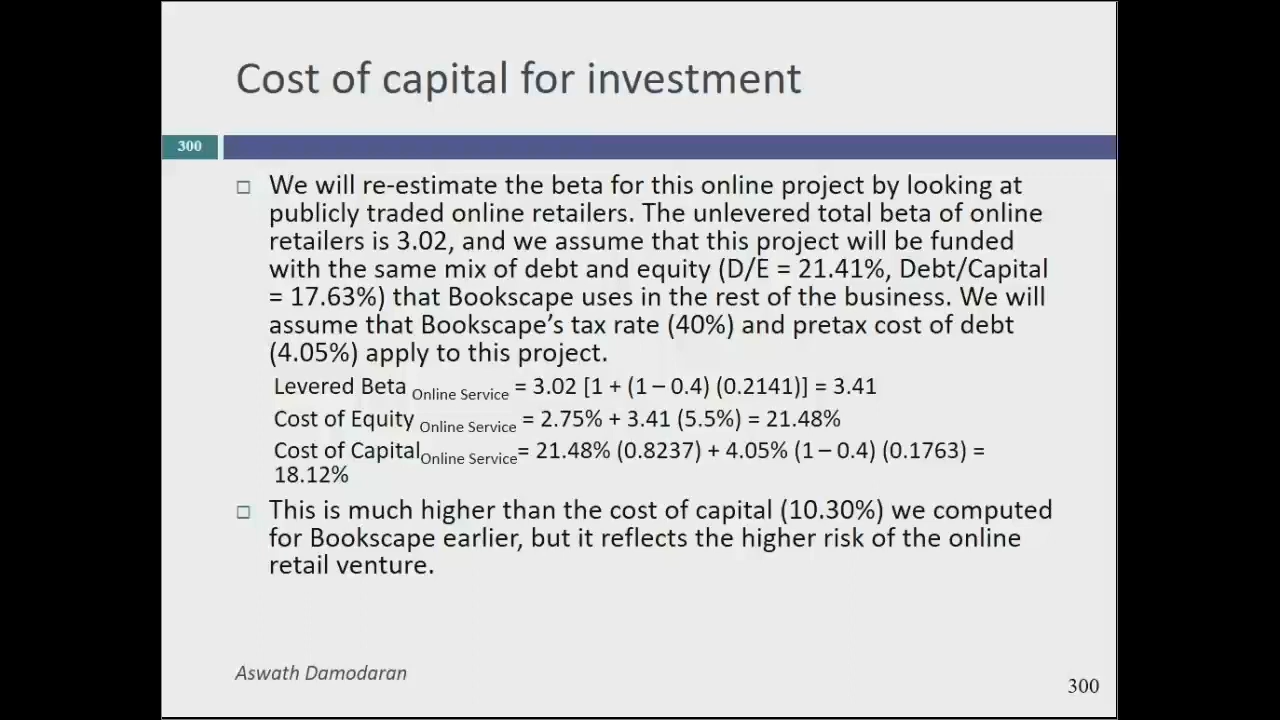 Cost of capital for investment
300
We will re-estimate the beta for this online project by looking at
publicly traded online retailers. The unlevered total beta of online
retailers is 3.02, and we assume that this project will be funded
with the same mix of debt and equity (D/E = 21.41%, Debt/Capital
= 17.63%) that Bookscape uses in the rest of the business. We will
assume that Bookscape’s tax rate (40%) and pretax cost of debt
(4.05%) apply to this project.
Levered Beta Online Service = 3.02 [1 + (1 – 0.4) (0.2141)] = 3.41
Cost of Equity Online Service = 2.75% + 3.41 (5.5%) = 21.48%
Cost of CapitalOnline Service= 21.48% (0.8237) + 4.05% (1 – 0.4) (0.1763) =
18.12%
This is much higher than the cost of capital (10.30%) we computed
for Bookscape earlier, but it reflects the higher risk of the online
retail venture.
Aswath Damodaran
300